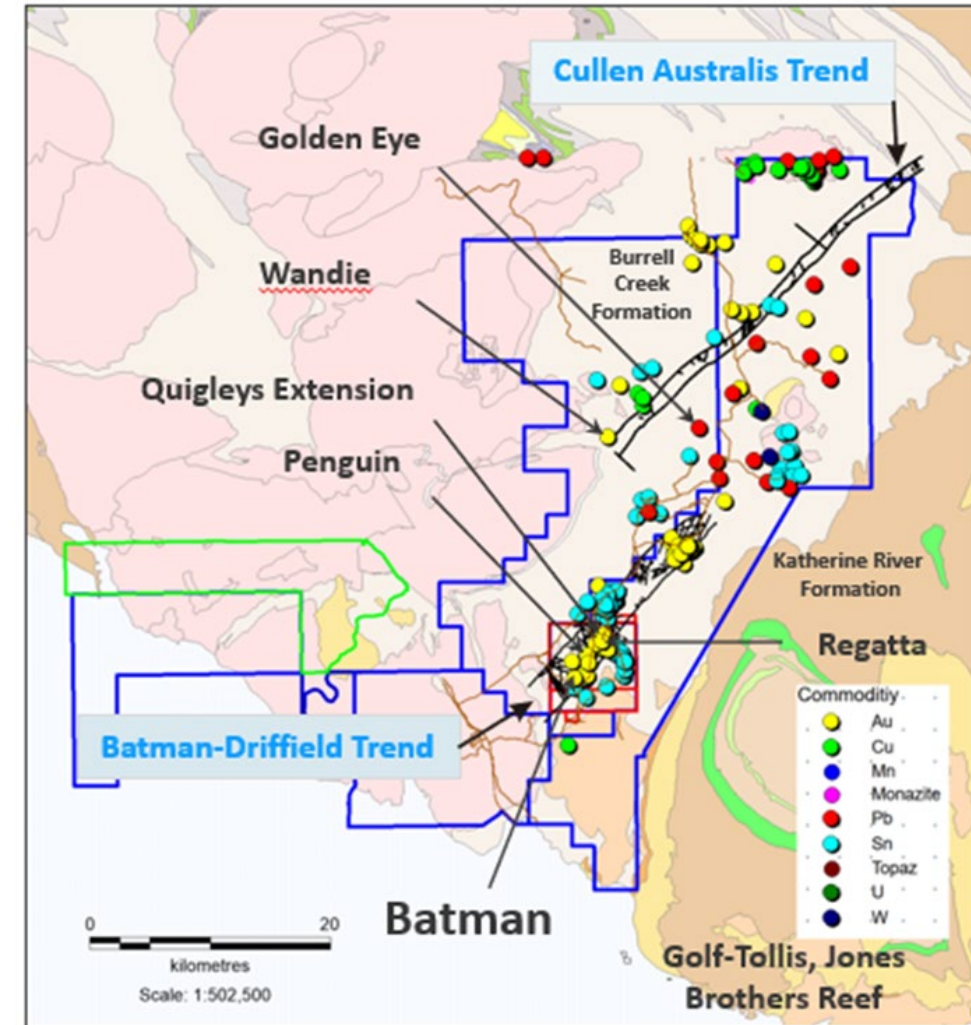 Cullen Australis Trend
Golden Eye
Wandie
Burrell
Creek
Formation
Quigleys Extension
Penguin
Katherine River
Formation
Regatta
Commoditiy
Au
Cu
Mn
Monazite
Pb
Sn
Topaz
U
W
Batman-Driffield Trend
Batman
0 20
kilometres
Scale: 1:502,500
Golf-Tollis, Jones
Brothers Reef